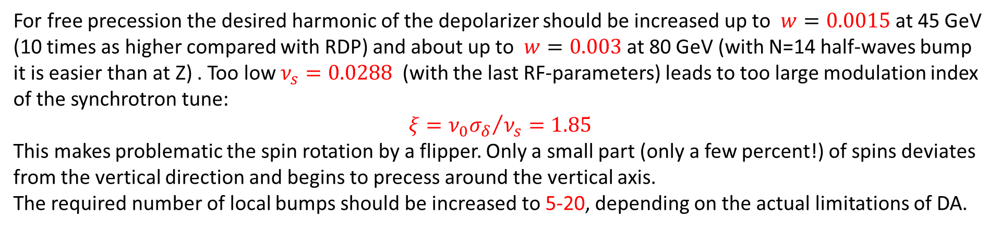 For free precession the desired harmonic of the depolarizer should be increased up to w = 0.0015 at 45 GeV
(10 times as higher compared with RDP) and about up to w = 0.003 at 80 GeV (with N=14 half-waves bump
it is easier than at Z) . Too low νₛ = 0.0288 (with the last RF-parameters) leads to too large modulation index
of the synchrotron tune:
ξ = ν₀σ_δ/νₛ = 1.85
This makes problematic the spin rotation by a flipper. Only a small part (only a few percent!) of spins deviates
from the vertical direction and begins to precess around the vertical axis.
The required number of local bumps should be increased to 5-20, depending on the actual limitations of DA.